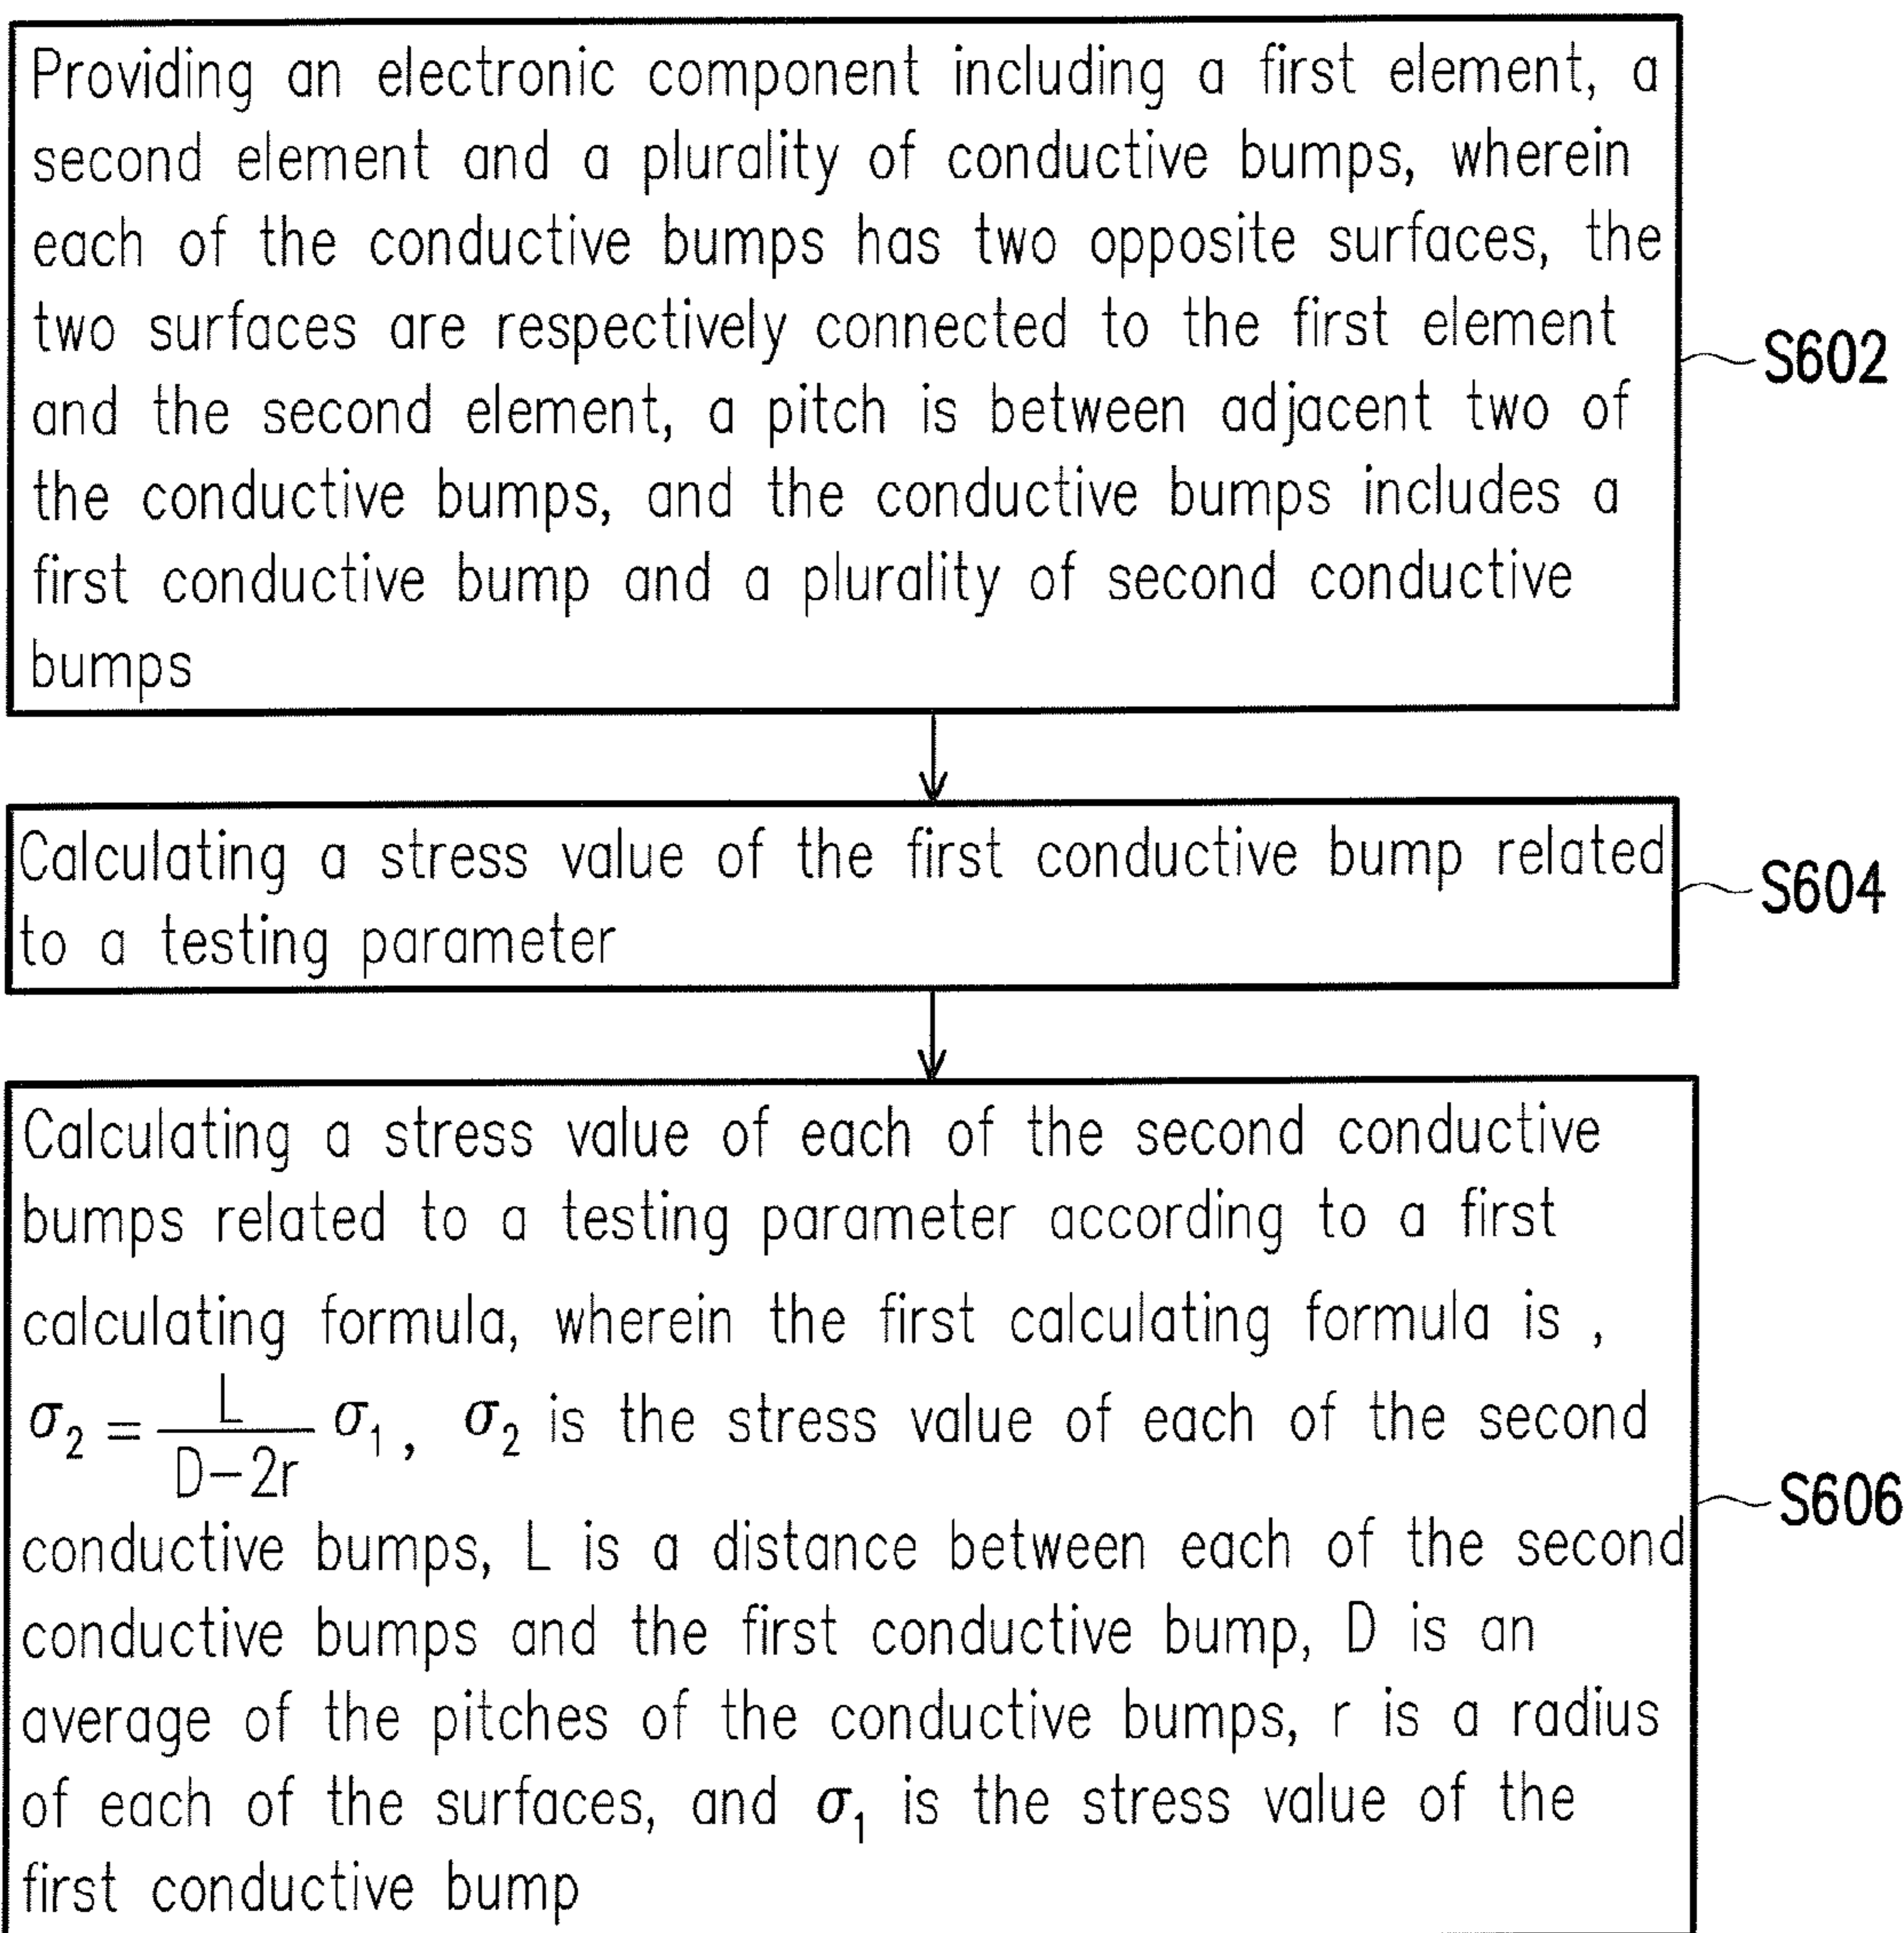 Providing an electronic component including a first element, a
second element and a plurality of conductive bumps, wherein
each of the conductive bumps has two opposite surfaces, the
two surfaces are respectively connected to the first element
and the second element, a pitch is between adjacent two of
the conductive bumps, and the conductive bumps includes a
first conductive bump and a plurality of second conductive
bumps
S602
Calculating a stress value of the first conductive bump related
to a testing parameter
S604
Calculating a stress value of each of the second conductive
bumps related to a testing parameter according to a first
calculating formula, wherein the first calculating formula is ,
σ₂ = L/(D−2r) σ₁, σ₂ is the stress value of each of the second
conductive bumps, L is a distance between each of the second
conductive bumps and the first conductive bump, D is an
average of the pitches of the conductive bumps, r is a radius
of each of the surfaces, and σ₁ is the stress value of the
first conductive bump
S606